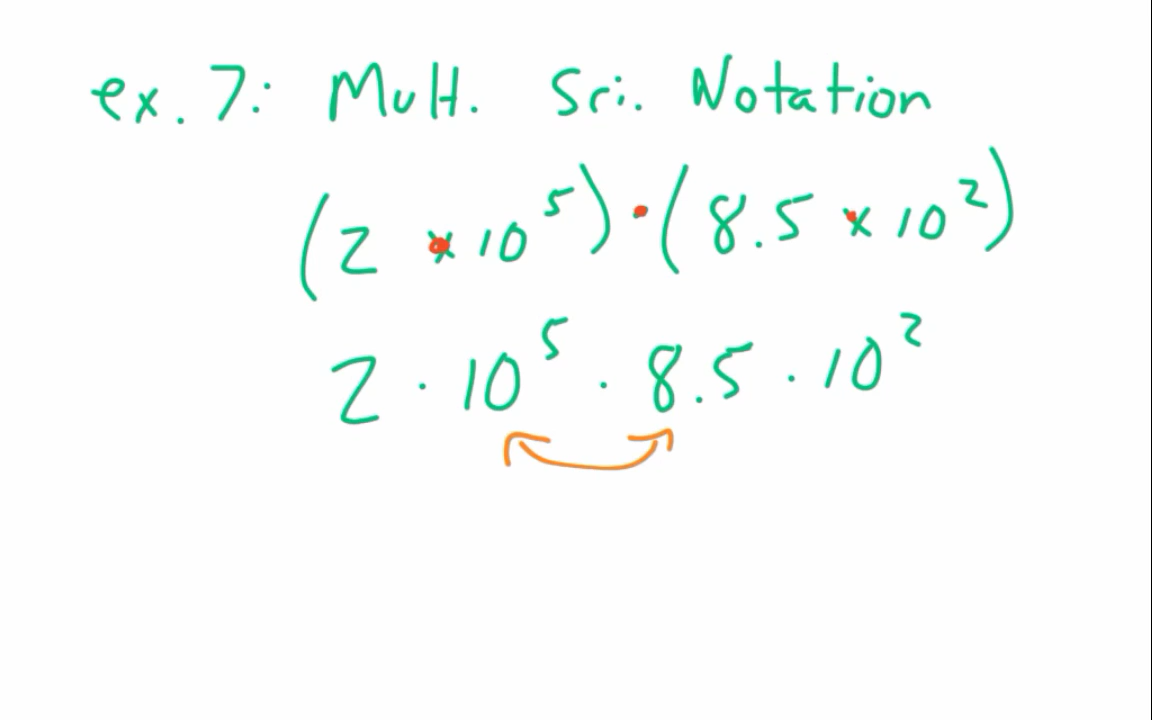 ex. 7: Mult. Sci. Notation
(2 × 10⁵) · (8.5 × 10²)
2 · 10⁵ · 8.5 · 10²